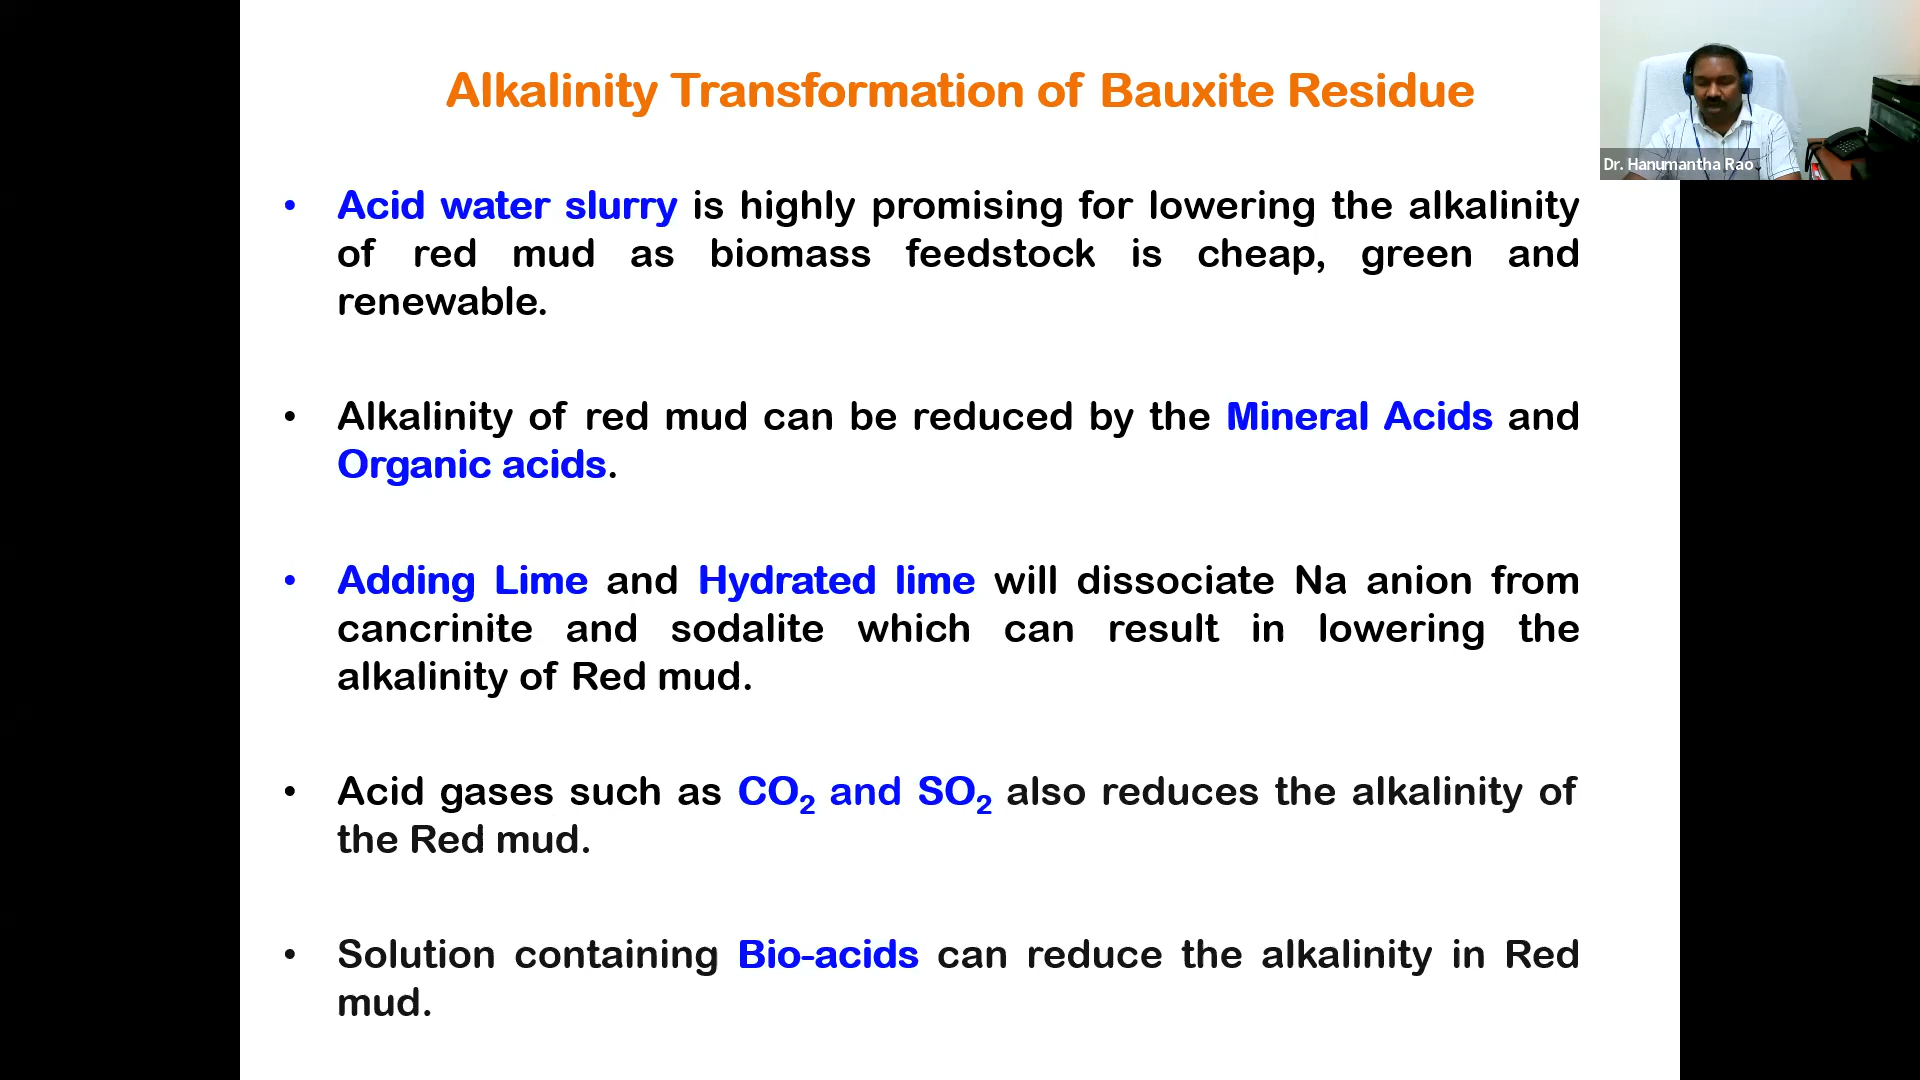 Alkalinity Transformation of Bauxite Residue
Dr. Hanumantha Rao
• Acid water slurry is highly promising for lowering the alkalinity
of red mud as biomass feedstock is cheap, green and
renewable.
• Alkalinity of red mud can be reduced by the Mineral Acids and
Organic acids.
• Adding Lime and Hydrated lime will dissociate Na anion from
cancrinite and sodalite which can result in lowering the
alkalinity of Red mud.
• Acid gases such as CO₂ and SO₂ also reduces the alkalinity of
the Red mud.
• Solution containing Bio-acids can reduce the alkalinity in Red
mud.